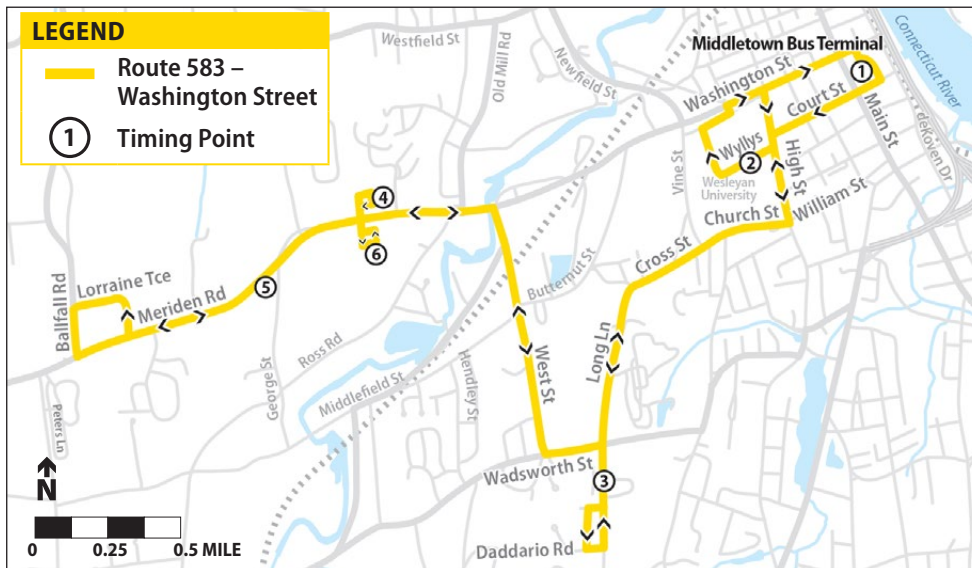 LEGEND
Route 583 –
Washington Street
1 Timing Point
Westfield St
Old Mill Rd
Newfield St
Middletown Bus Terminal
Connecticut River
Washington St
1
Court St
Main St
deKoven Dr
Wyllys
2
High St
Vine St
Wesleyan
University
Church St
William St
4
Cross St
6
Lorraine Tce
5
Meriden Rd
Butternut St
Ballfall Rd
Ross Rd
West St
Long Ln
George St
Middlefield St
Hendley St
Peters Ln
Wadsworth St
3
N
Daddario Rd
0 0.25 0.5 MILE